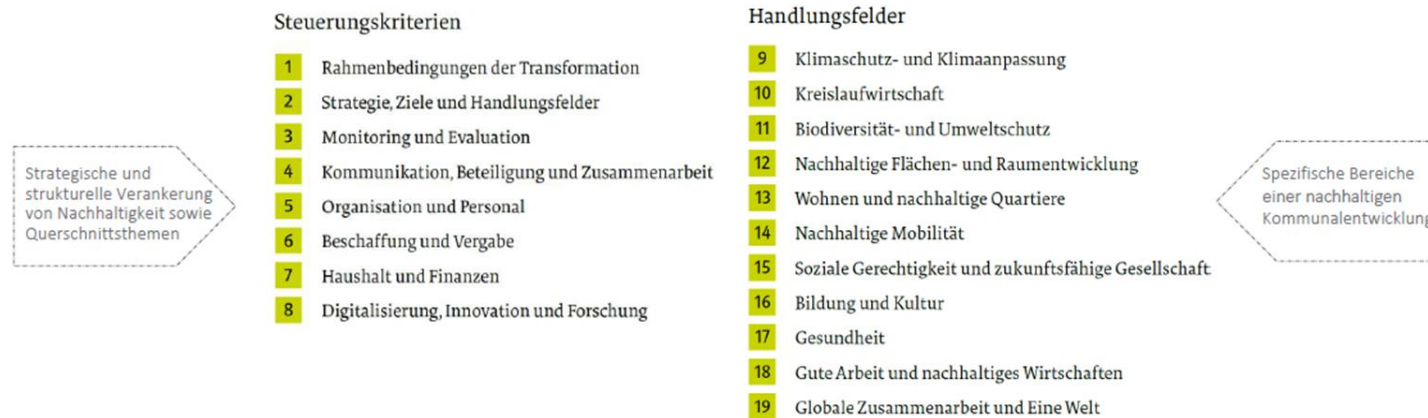 Strategische und
strukturelle Verankerung
von Nachhaltigkeit sowie
Querschnittsthemen
Steuerungskriterien
1 Rahmenbedingungen der Transformation
2 Strategie, Ziele und Handlungsfelder
3 Monitoring und Evaluation
4 Kommunikation, Beteiligung und Zusammenarbeit
5 Organisation und Personal
6 Beschaffung und Vergabe
7 Haushalt und Finanzen
8 Digitalisierung, Innovation und Forschung
Handlungsfelder
9 Klimaschutz- und Klimaanpassung
10 Kreislaufwirtschaft
11 Biodiversität- und Umweltschutz
12 Nachhaltige Flächen- und Raumentwicklung
13 Wohnen und nachhaltige Quartiere
14 Nachhaltige Mobilität
15 Soziale Gerechtigkeit und zukunftsfähige Gesellschaft
16 Bildung und Kultur
17 Gesundheit
18 Gute Arbeit und nachhaltiges Wirtschaften
19 Globale Zusammenarbeit und Eine Welt
Spezifische Bereiche
einer nachhaltigen
Kommunalentwicklung